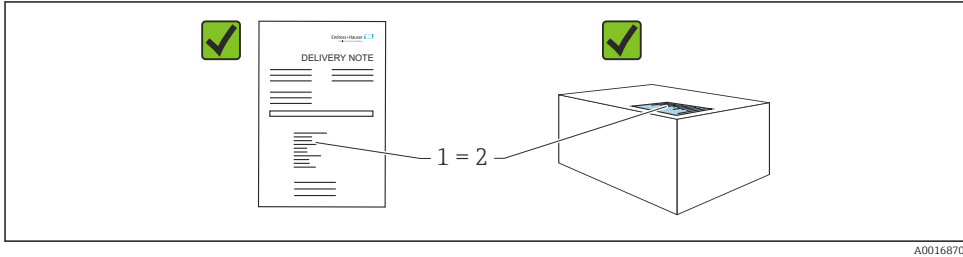 Endress+Hauser
DELIVERY NOTE
1 = 2
A0016870